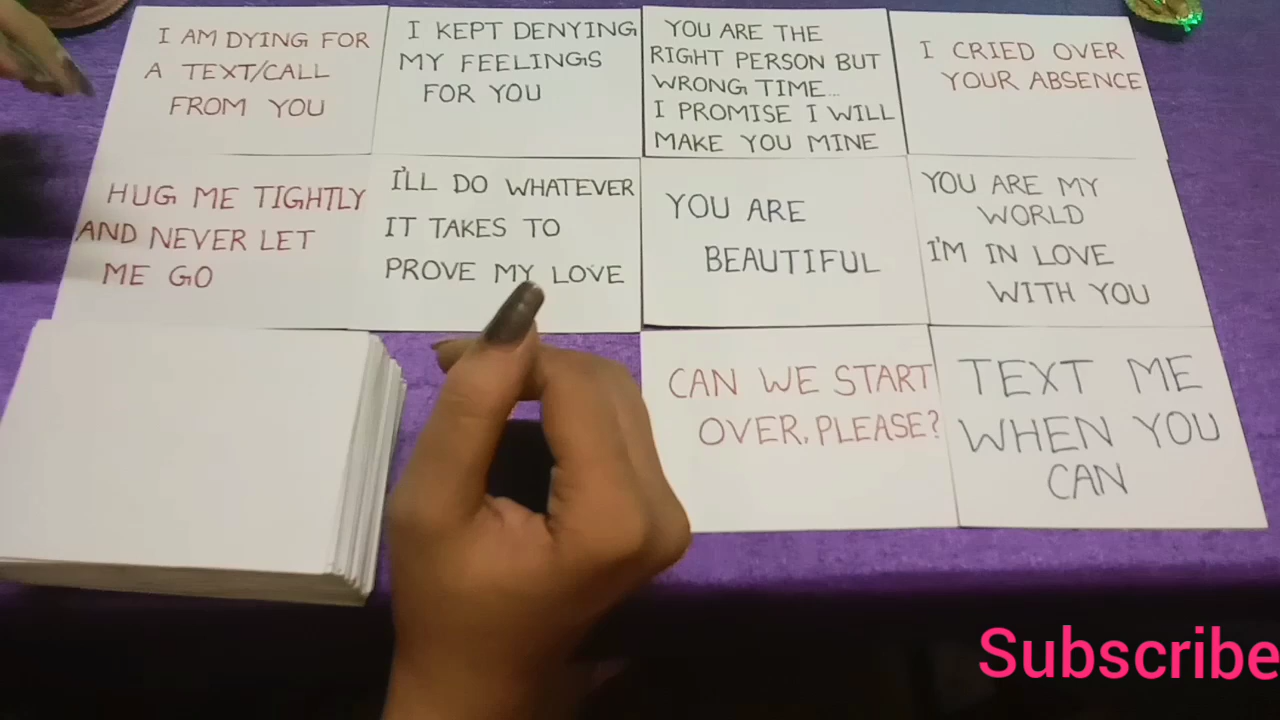 I AM DYING FOR
A TEXT/CALL
FROM YOU
I KEPT DENYING
MY FEELINGS
FOR YOU
YOU ARE THE
RIGHT PERSON BUT
WRONG TIME...
I PROMISE I WILL
MAKE YOU MINE
I CRIED OVER
YOUR ABSENCE
HUG ME TIGHTLY
AND NEVER LET
ME GO
I'LL DO WHATEVER
IT TAKES TO
PROVE MY LOVE
YOU ARE
BEAUTIFUL
YOU ARE MY
WORLD
I'M IN LOVE
WITH YOU
CAN WE START
OVER, PLEASE?
TEXT ME
WHEN YOU
CAN
Subscribe